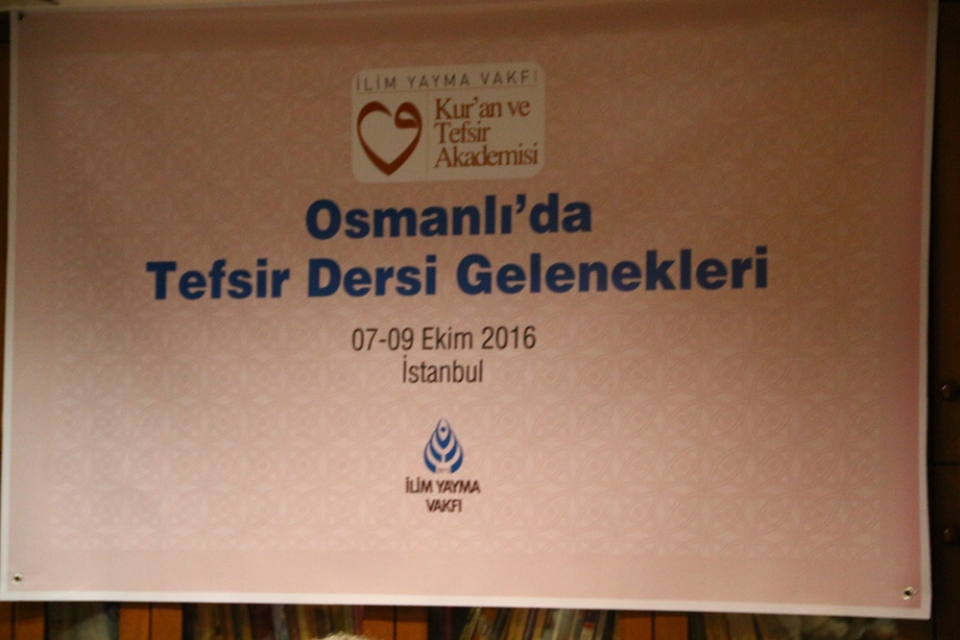 İLİM YAYMA VAKFI
Kur'an ve
Tefsir
Akademisi
Osmanlı'da
Tefsir Dersi Gelenekleri
07-09 Ekim 2016
İstanbul
İLİM YAYMA
VAKFI